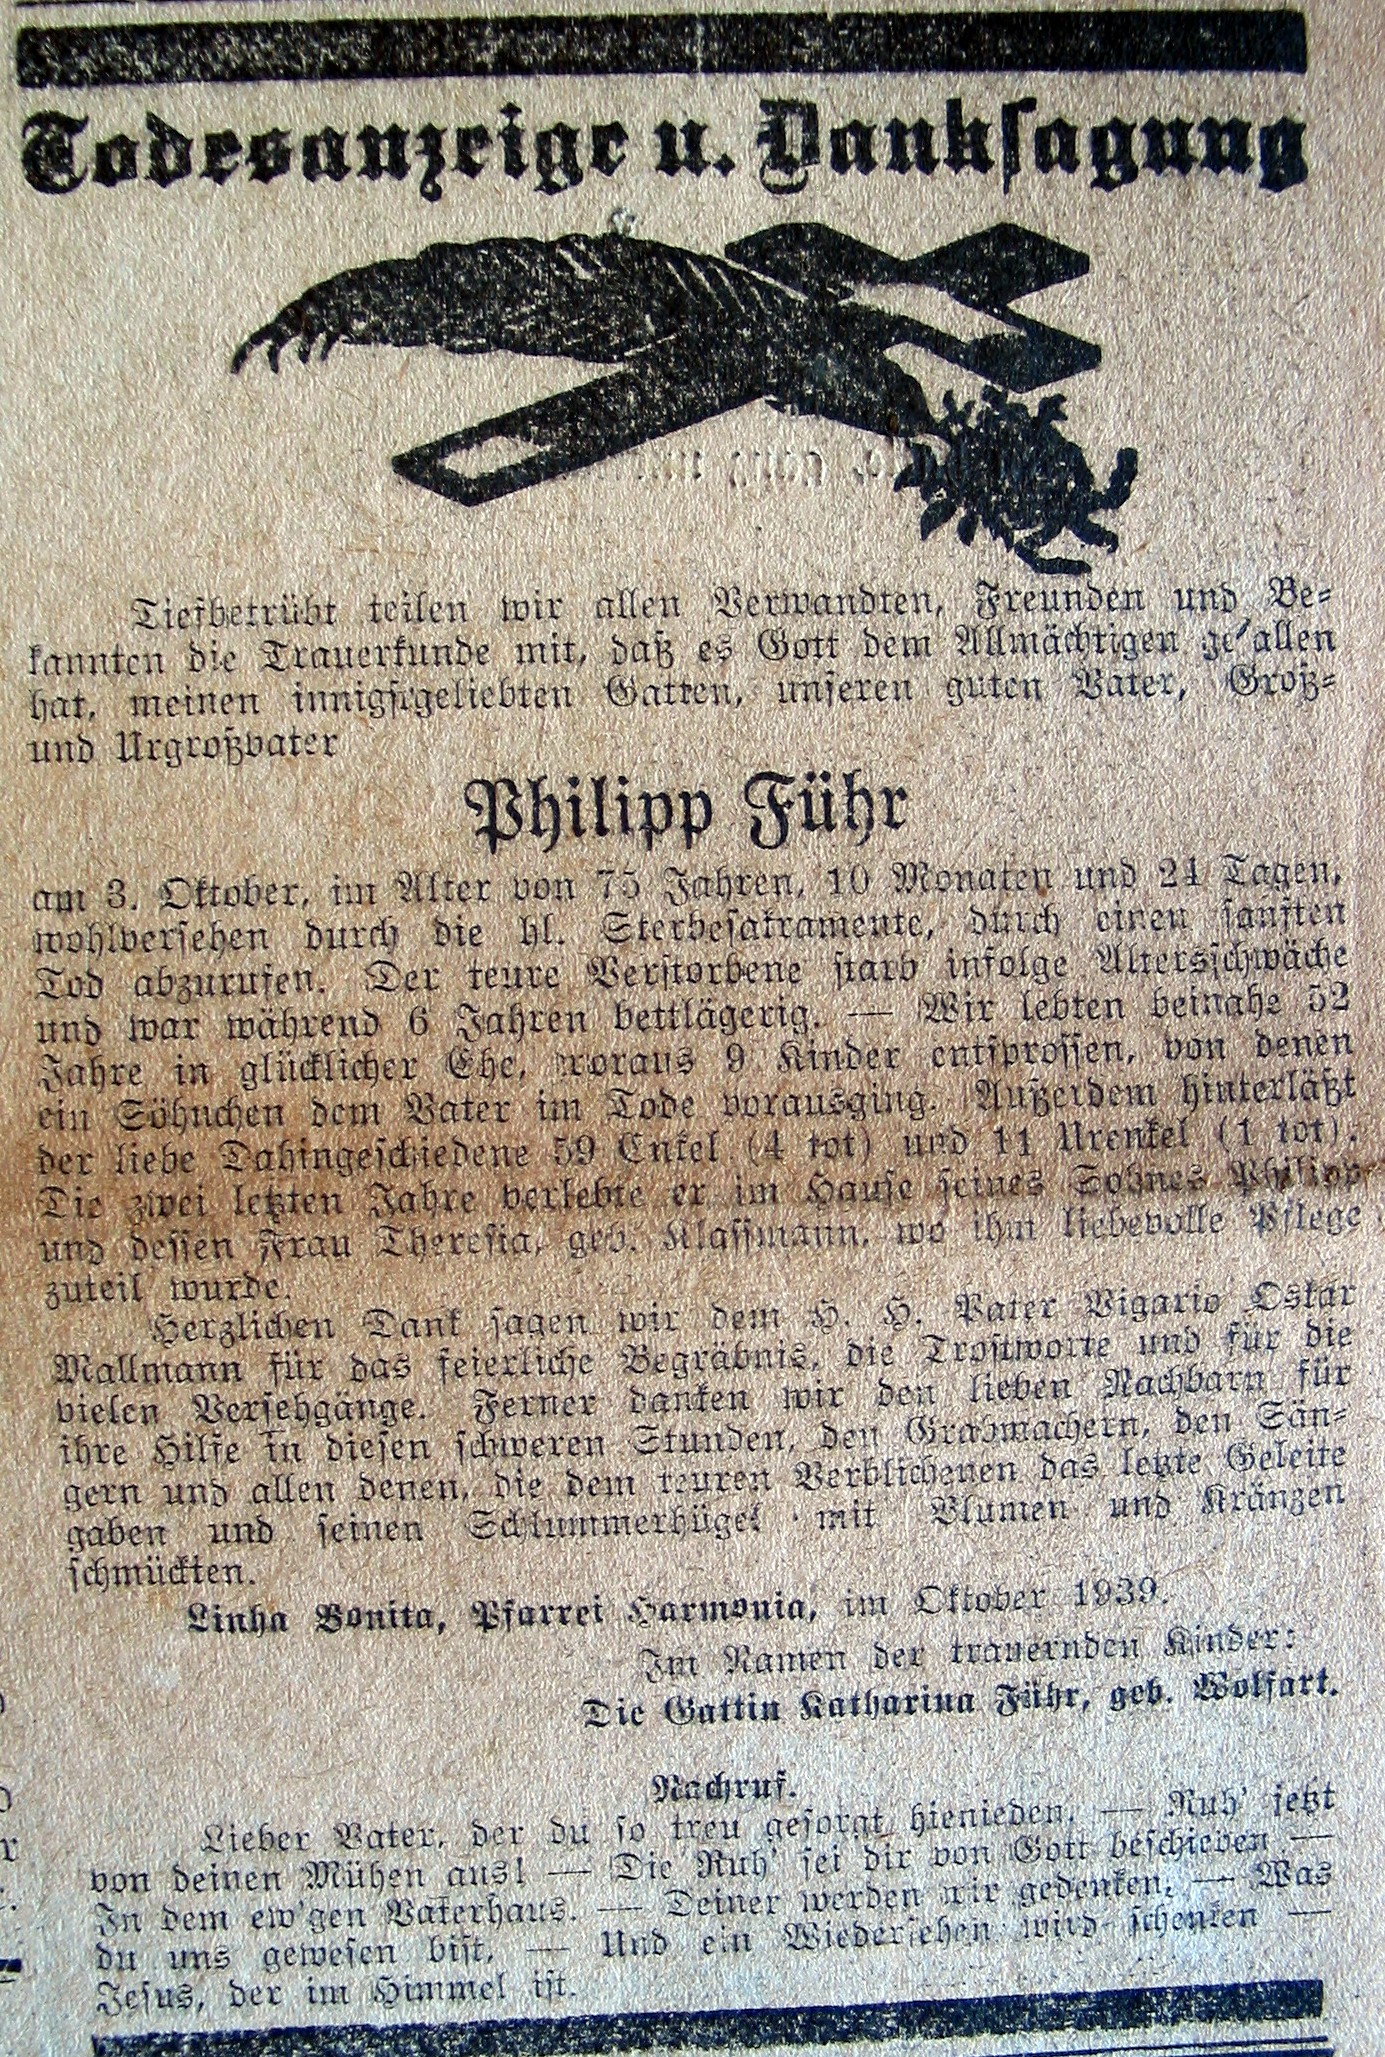 Todesanzeige u. Danksagung
Tiefbetrübt teilen wir allen Verwandten, Freunden und Be-
kannten die Trauerkunde mit, daß es Gott dem Allmächtigen ge'allen
hat, meinen innigstgeliebten Gatten, unseren guten Vater, Groß-
und Urgroßvater
Philipp Führ
am 3. Oktober, im Alter von 75 Jahren, 10 Monaten und 24 Tagen,
wohlversehen durch die hl. Sterbesakramente, durch einen sanften
Tod abzurufen. Der teure Verstorbene starb infolge Altersschwäche
und war während 6 Jahren bettlägerig. — Wir lebten beinahe 52
Jahre in glücklicher Ehe, woraus 9 Kinder entsprossen, von denen
ein Söhnchen dem Vater im Tode vorausging. Außerdem hinterläßt
der liebe Dahingeschiedene 59 Enkel (4 tot) und 11 Urenkel (1 tot).
Die zwei letzten Jahre verlebte er im Hause seines Sohnes Philipp
und dessen Frau Theresia, geb. Klassmann, wo ihm liebevolle Pflege
zuteil wurde.
Herzlichen Dank sagen wir dem H. H. Pater Vigario Oskar
Mallmann für das feierliche Begräbnis, die Trostworte und für die
vielen Versehgänge. Ferner danken wir den lieben Nachbarn für
ihre Hilfe in diesen schweren Stunden, den Grabmachern, den Sän-
gern und allen denen, die dem teuren Verblichenen das letzte Geleite
gaben und seinen Schlummerhügel mit Blumen und Kränzen
schmückten.
Linha Bonita, Pfarrei Harmonia, im Oktober 1939.
Im Namen der trauernden Kinder:
Die Gattin Katharina Führ, geb. Wolfart.
Nachruf.
Lieber Vater, der du so treu gesorgt hienieden, — Ruh' jetzt
von deinen Mühen aus! — Die Ruh' sei dir von Gott beschieden —
In dem ew'gen Vaterhaus. — Deiner werden wir gedenken, — Was
du uns gewesen bist, — Und ein Wiedersehen wird schenken —
Jesus, der im Himmel ist.